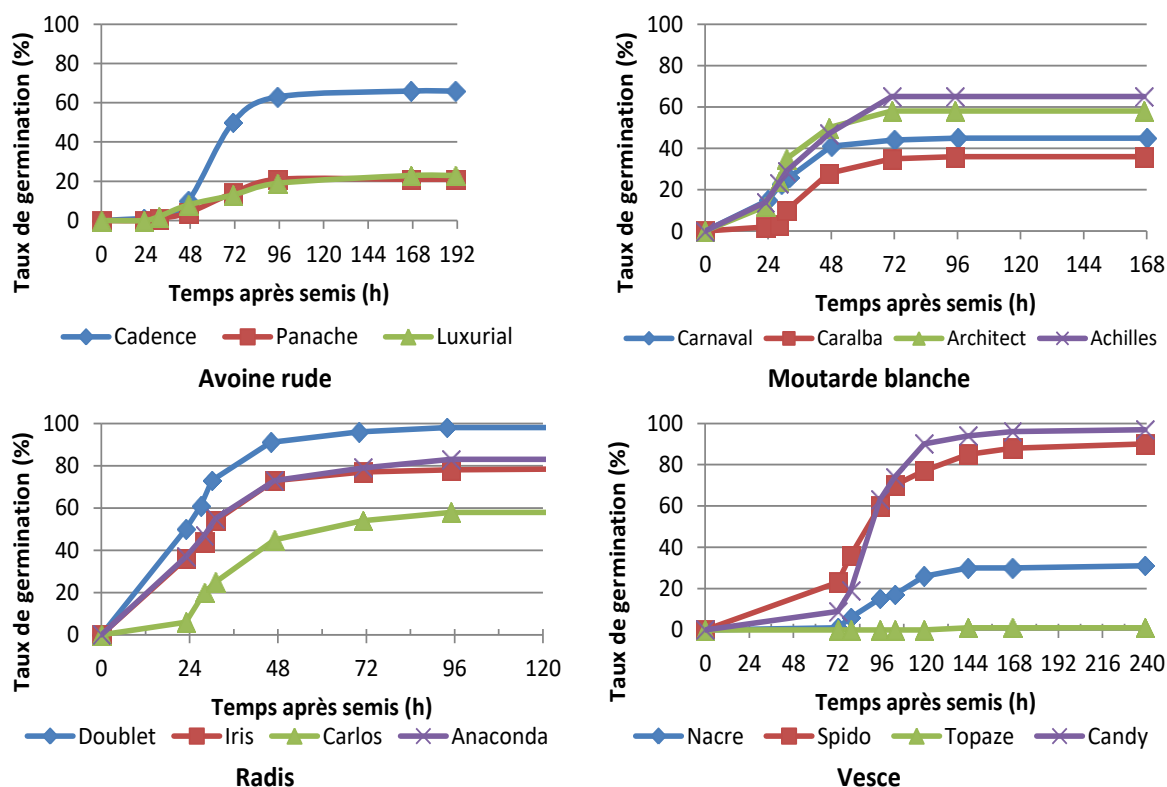 Taux de germination (%)
100
80
60
40
20
0
0 24 48 72 96 120 144 168 192
Temps après semis (h)
Cadence Panache Luxurial
Avoine rude
Taux de germination (%)
100
80
60
40
20
0
0 24 48 72 96 120 144 168
Temps après semis (h)
Carnaval Caralba Architect Achilles
Moutarde blanche
Taux de germination (%)
100
80
60
40
20
0
0 24 48 72 96 120
Temps après semis (h)
Doublet Iris Carlos Anaconda
Radis
Taux de germination (%)
100
80
60
40
20
0
0 24 48 72 96 120 144 168 192 216 240
Temps après semis (h)
Nacre Spido Topaze Candy
Vesce